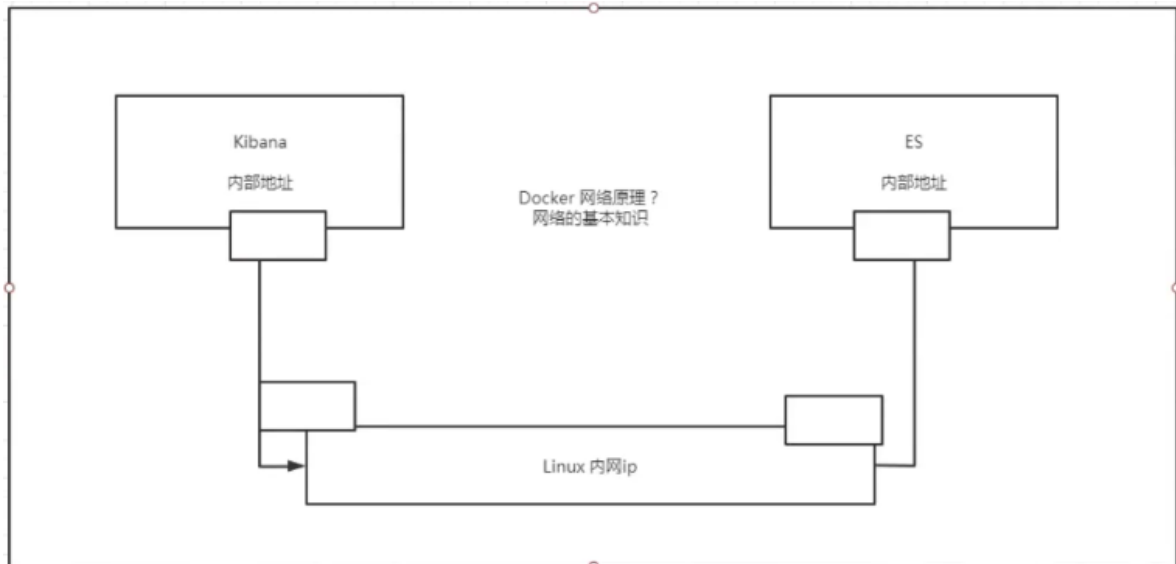 Kibana
内部地址
ES
内部地址
Docker 网络原理？
网络的基本知识
Linux 内网ip